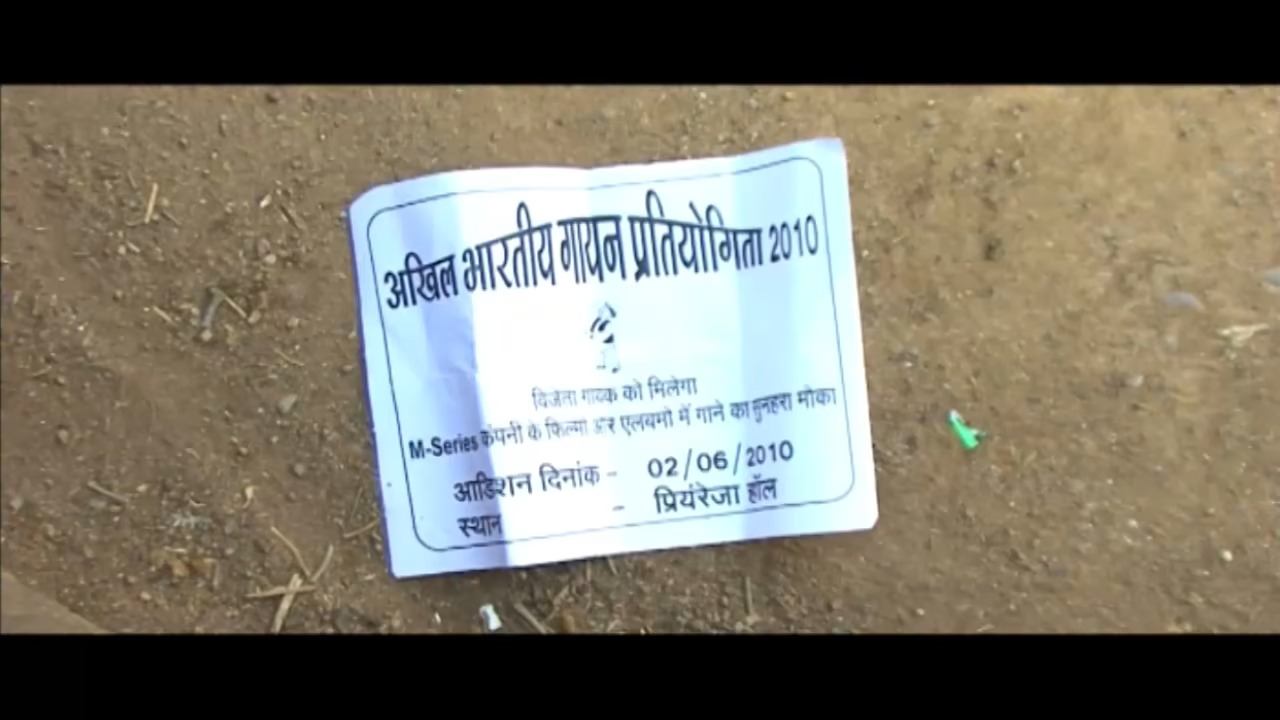 अखिल भारतीय गायन प्रतियोगिता 2010
विजेता गायक को मिलेगा
M-Series कंपनी के फिल्मों और एलबमो में गाने का सुनहरा मौका
आडिशन दिनांक - 02/06/2010
स्थान - प्रियंरेजा हॉल